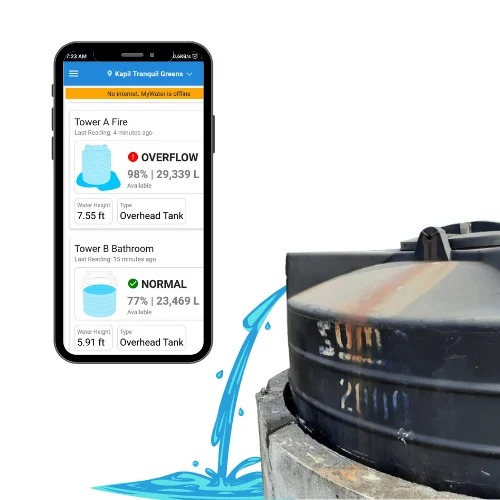 7:23 AM
0.6KB/s
Kapil Tranquil Greens
No internet. MyWater is offline
Tower A Fire
Last Reading: 4 minutes ago
OVERFLOW
98% | 29,339 L
Available
Water Height
7.55 ft
Type
Overhead Tank
Tower B Bathroom
Last Reading: 15 minutes ago
NORMAL
77% | 23,469 L
Available
Water Height
5.91 ft
Type
Overhead Tank